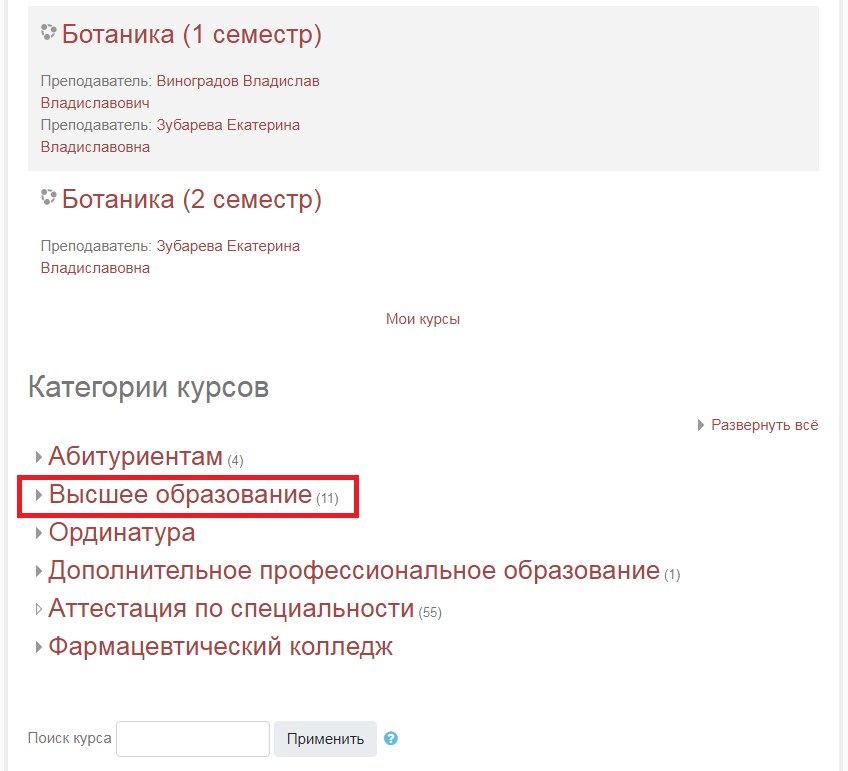 Ботаника (1 семестр)
Преподаватель: Виноградов Владислав
Владиславович
Преподаватель: Зубарева Екатерина
Владиславовна
Ботаника (2 семестр)
Преподаватель: Зубарева Екатерина
Владиславовна
Мои курсы
Категории курсов
Развернуть всё
Абитуриентам (4)
Высшее образование (11)
Ординатура
Дополнительное профессиональное образование (1)
Аттестация по специальности (55)
Фармацевтический колледж
Поиск курса Применить ?